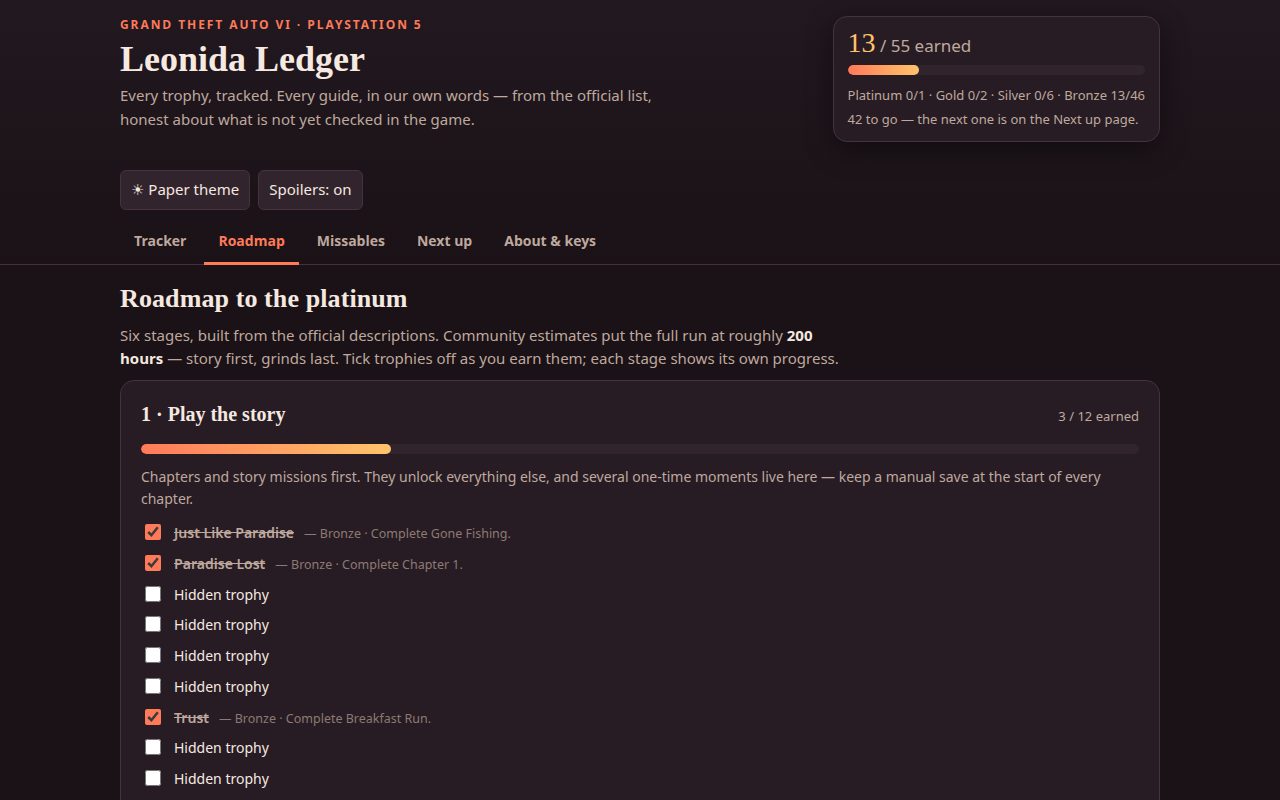 GRAND THEFT AUTO VI · PLAYSTATION 5
Leonida Ledger
Every trophy, tracked. Every guide, in our own words — from the official list,
honest about what is not yet checked in the game.
13 / 55 earned
Platinum 0/1 · Gold 0/2 · Silver 0/6 · Bronze 13/46
42 to go — the next one is on the Next up page.
☀ Paper theme
Spoilers: on
Tracker
Roadmap
Missables
Next up
About & keys
Roadmap to the platinum
Six stages, built from the official descriptions. Community estimates put the full run at roughly 200
hours — story first, grinds last. Tick trophies off as you earn them; each stage shows its own progress.
1 · Play the story
3 / 12 earned
Chapters and story missions first. They unlock everything else, and several one-time moments live here — keep a manual save at the start of every
chapter.
Just Like Paradise — Bronze · Complete Gone Fishing.
Paradise Lost — Bronze · Complete Chapter 1.
Hidden trophy
Hidden trophy
Hidden trophy
Hidden trophy
Trust — Bronze · Complete Breakfast Run.
Hidden trophy
Hidden trophy